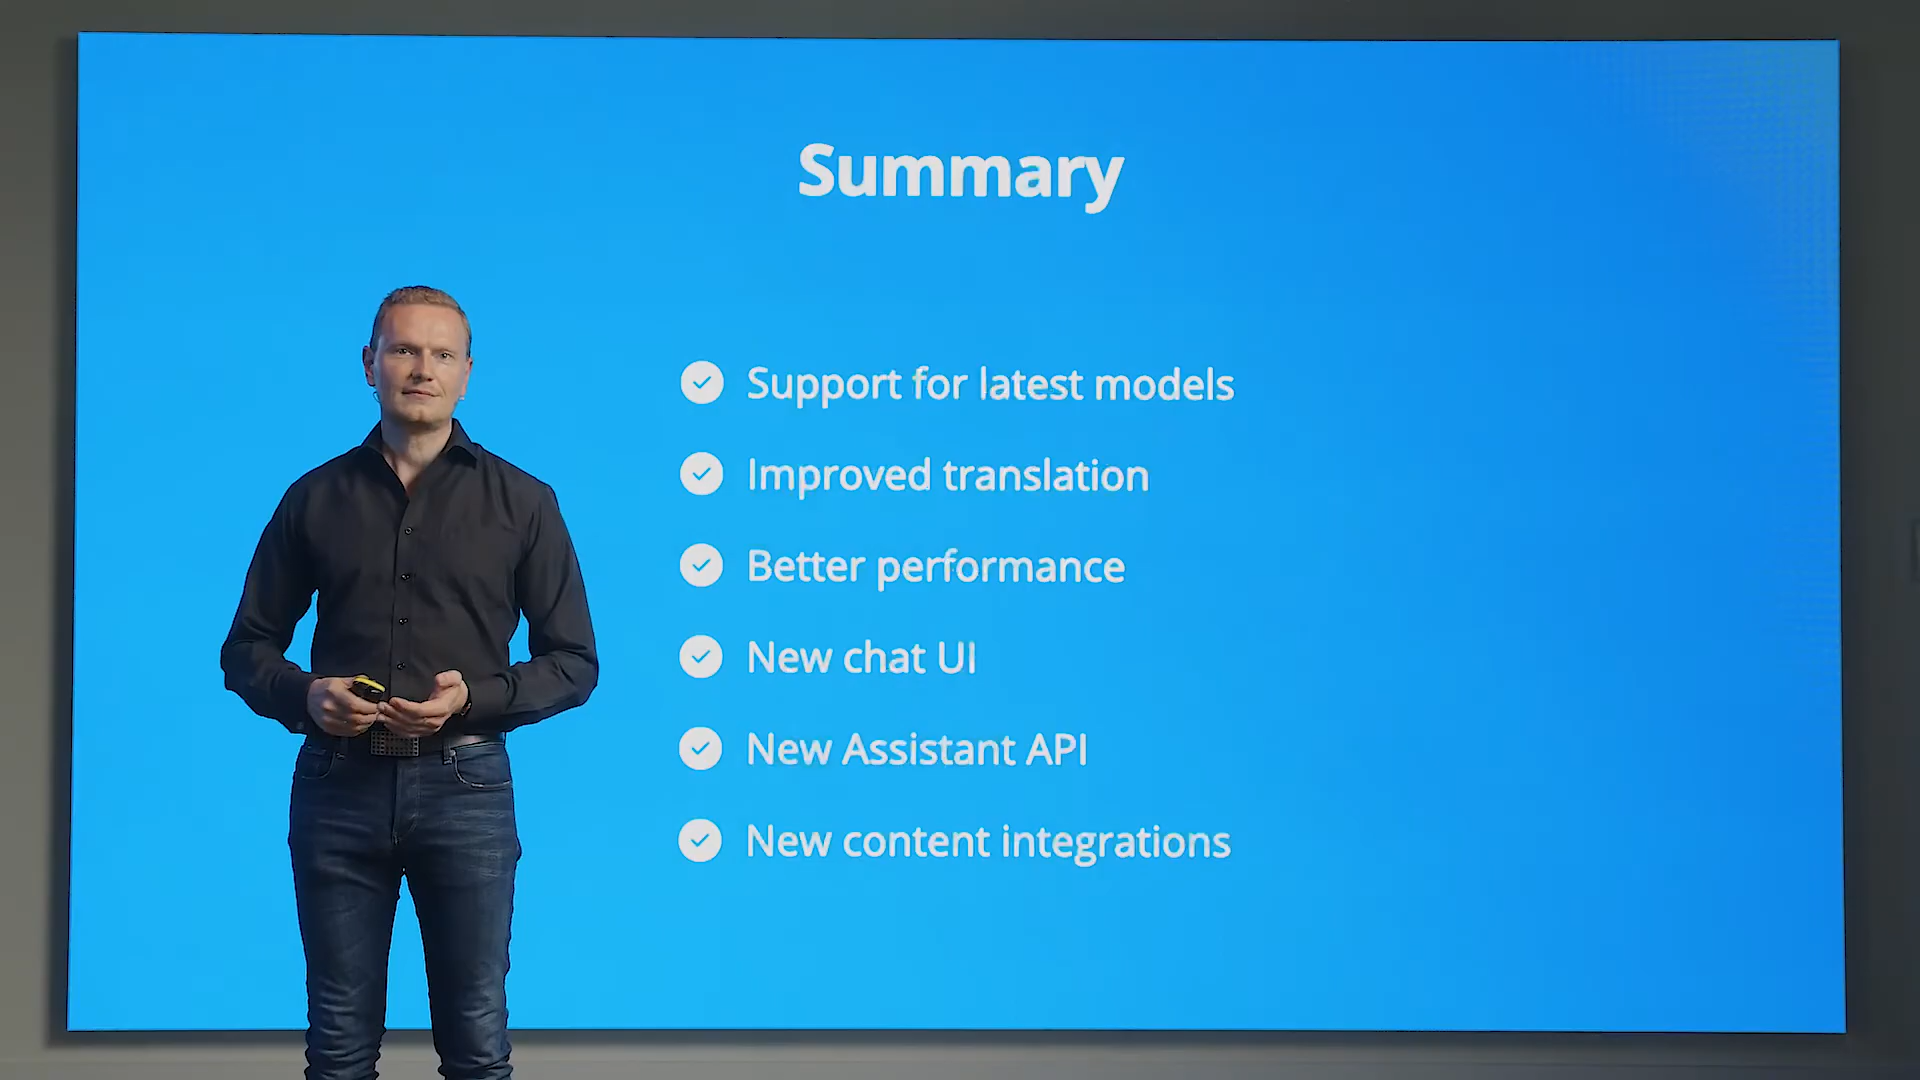 Summary
Support for latest models
Improved translation
Better performance
New chat UI
New Assistant API
New content integrations